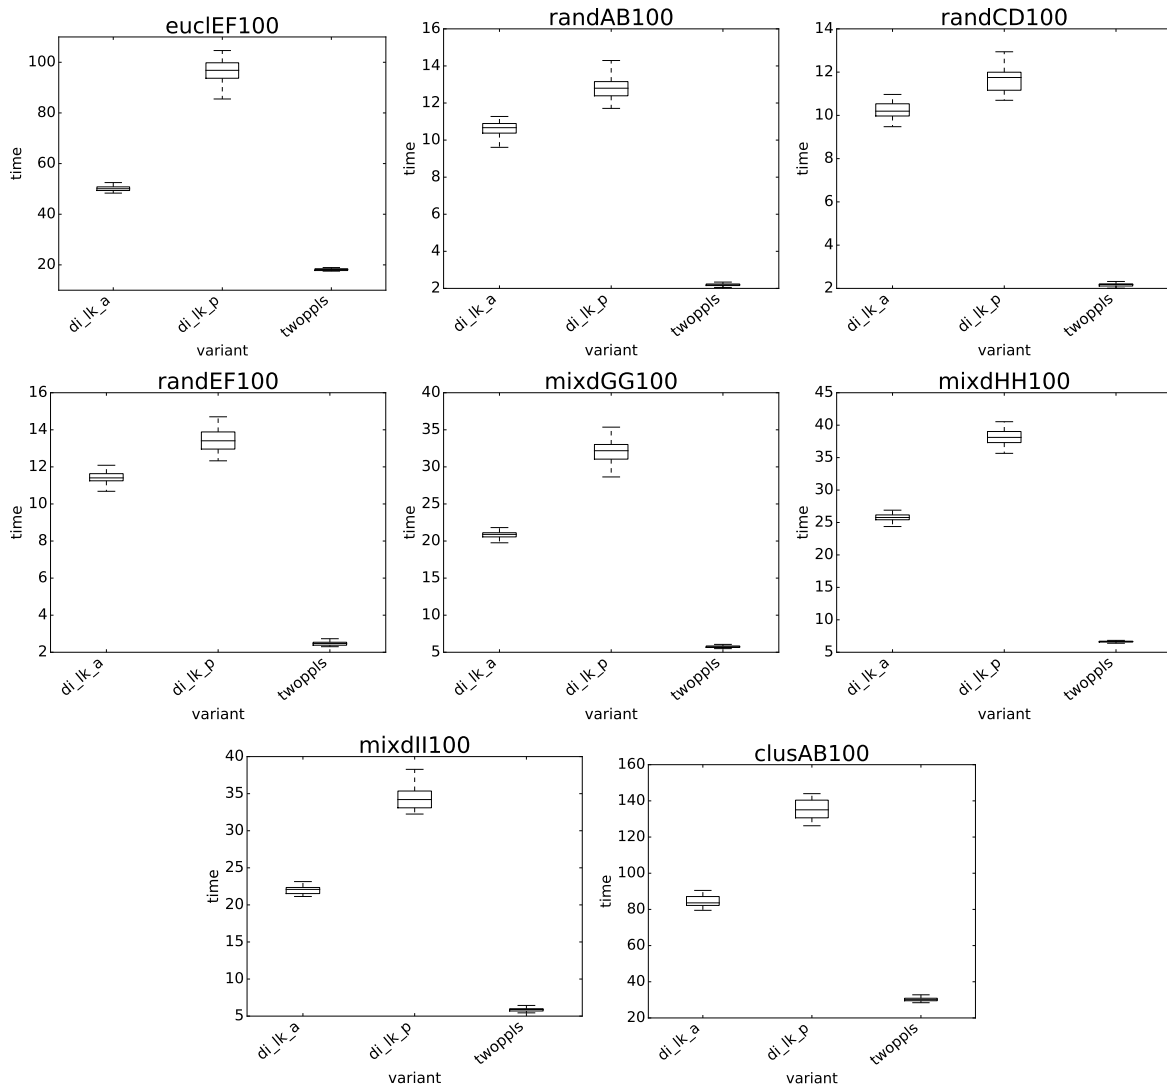 euclEF100
100
80
60
40
20
time
di_lk_a
di_lk_p
twoppls
variant
randAB100
16
14
12
10
8
6
4
2
time
di_lk_a
di_lk_p
twoppls
variant
randCD100
14
12
10
8
6
4
2
time
di_lk_a
di_lk_p
twoppls
variant
randEF100
16
14
12
10
8
6
4
2
time
di_lk_a
di_lk_p
twoppls
variant
mixdGG100
40
35
30
25
20
15
10
5
time
di_lk_a
di_lk_p
twoppls
variant
mixdHH100
45
40
35
30
25
20
15
10
5
time
di_lk_a
di_lk_p
twoppls
variant
mixdII100
40
35
30
25
20
15
10
5
time
di_lk_a
di_lk_p
twoppls
variant
clusAB100
160
140
120
100
80
60
40
20
time
di_lk_a
di_lk_p
twoppls
variant